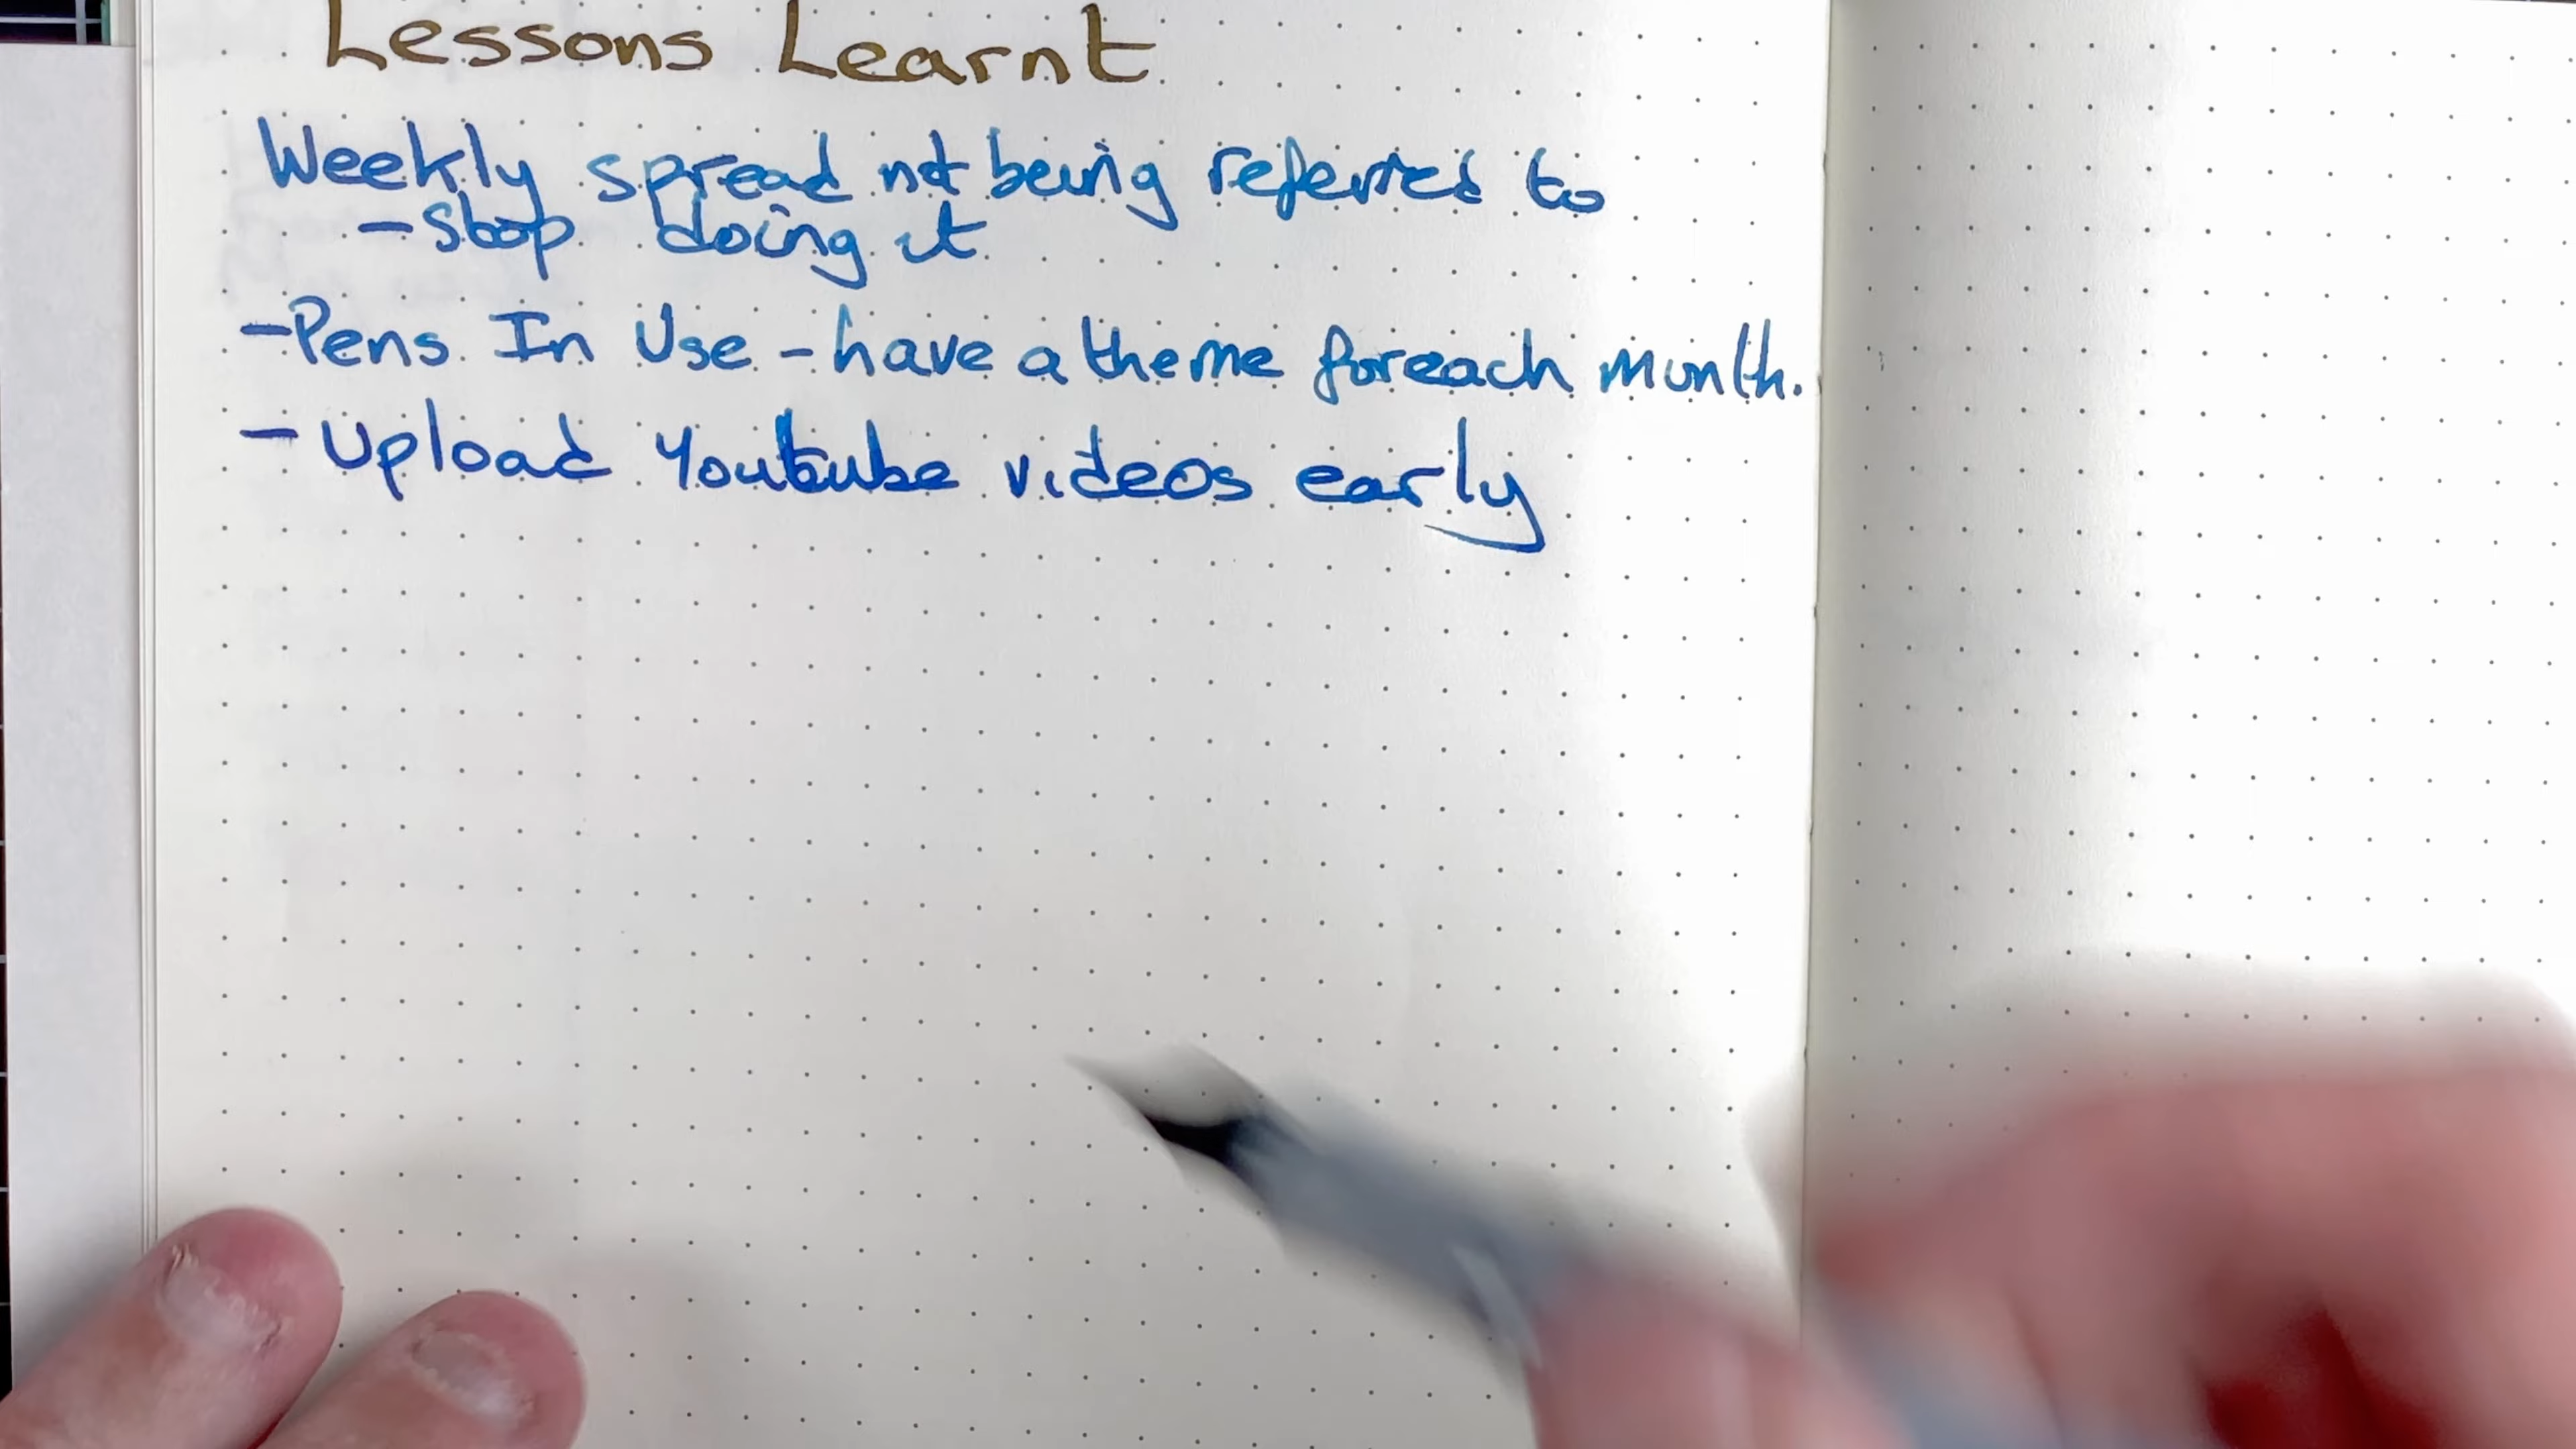 Lessons Learnt
Weekly spread not being referred to
- Stop doing it
- Pens In Use - have a theme for each month.
- Upload Youtube videos early